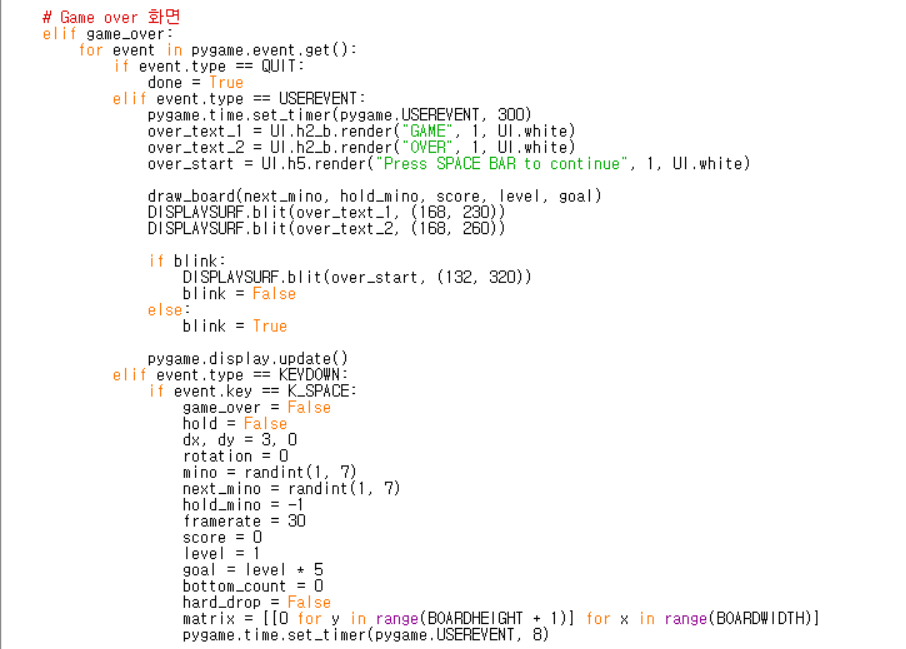 # Game over 화면
elif game_over:
    for event in pygame.event.get():
        if event.type == QUIT:
            done = True
        elif event.type == USEREVENT:
            pygame.time.set_timer(pygame.USEREVENT, 300)
            over_text_1 = UI.h2_b.render("GAME", 1, UI.white)
            over_text_2 = UI.h2_b.render("OVER", 1, UI.white)
            over_start = UI.h5.render("Press SPACE BAR to continue", 1, UI.white)

            draw_board(next_mino, hold_mino, score, level, goal)
            DISPLAYSURF.blit(over_text_1, (168, 230))
            DISPLAYSURF.blit(over_text_2, (168, 260))

            if blink:
                DISPLAYSURF.blit(over_start, (132, 320))
                blink = False
            else:
                blink = True

            pygame.display.update()
        elif event.type == KEYDOWN:
            if event.key == K_SPACE:
                game_over = False
                hold = False
                dx, dy = 3, 0
                rotation = 0
                mino = randint(1, 7)
                next_mino = randint(1, 7)
                hold_mino = -1
                framerate = 30
                score = 0
                level = 1
                goal = level * 5
                bottom_count = 0
                hard_drop = False
                matrix = [[0 for y in range(BOARDHEIGHT + 1)] for x in range(BOARDWIDTH)]
                pygame.time.set_timer(pygame.USEREVENT, 8)